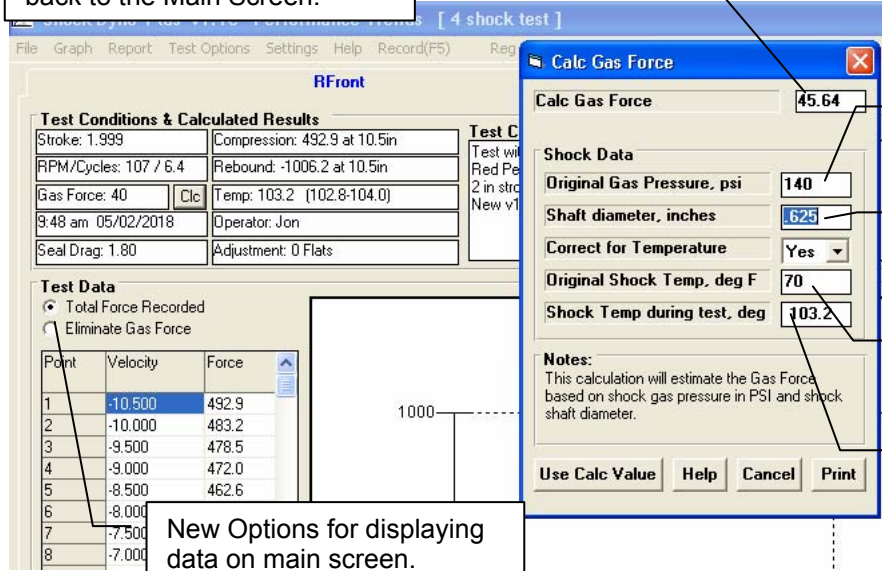 back to the Main Screen.
[ 4 shock test ]
File Graph Report Test Options Settings Help Record(F5) Reg
RFront
Test Conditions & Calculated Results
Stroke: 1.999
Compression: 492.9 at 10.5in
RPM/Cycles: 107 / 6.4
Rebound: -1006.2 at 10.5in
Gas Force: 40
Clc
Temp: 103.2 (102.8-104.0)
9:48 am 05/02/2018
Operator: Jon
Seal Drag: 1.80
Adjustment: 0 Flats
Test C
Test wil
Red Pe
2 in stro
New v1
Test Data
Total Force Recorded
Eliminate Gas Force
Point Velocity Force
1 -10.500 492.9
2 -10.000 483.2
3 -9.500 478.5
4 -9.000 472.0
5 -8.500 462.6
6 -8.000
7 -7.500
8 -7.000
1000
New Options for displaying
data on main screen.
Calc Gas Force
Calc Gas Force 45.64
Shock Data
Original Gas Pressure, psi 140
Shaft diameter, inches .625
Correct for Temperature Yes
Original Shock Temp, deg F 70
Shock Temp during test, deg 103.2
Notes:
This calculation will estimate the Gas Force
based on shock gas pressure in PSI and shock
shaft diameter.
Use Calc Value Help Cancel Print